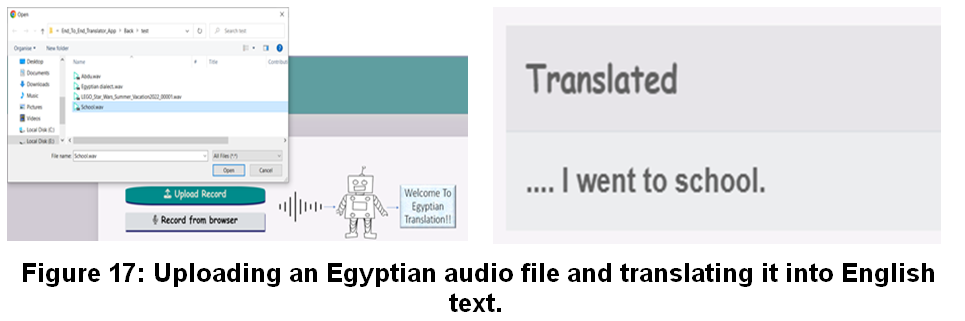 Open
End_To_End_Translator_App > Back > test
Search test
Organise
New folder
Name
#
Title
Contribut
Desktop
Documents
Downloads
Music
Pictures
Videos
Local Disk (C:)
Local Disk (E:)
Abdu.wav
Egyptian dialect.wav
LEGO_Star_Wars_Summer_Vacation2022_00001.wav
School.wav
File name:
School.wav
All Files (*.*)
Open
Cancel
Upload Record
Record from browser
Welcome To
Egyptian
Translation!!
Translated
.... I went to school.
Figure 17: Uploading an Egyptian audio file and translating it into English
text.